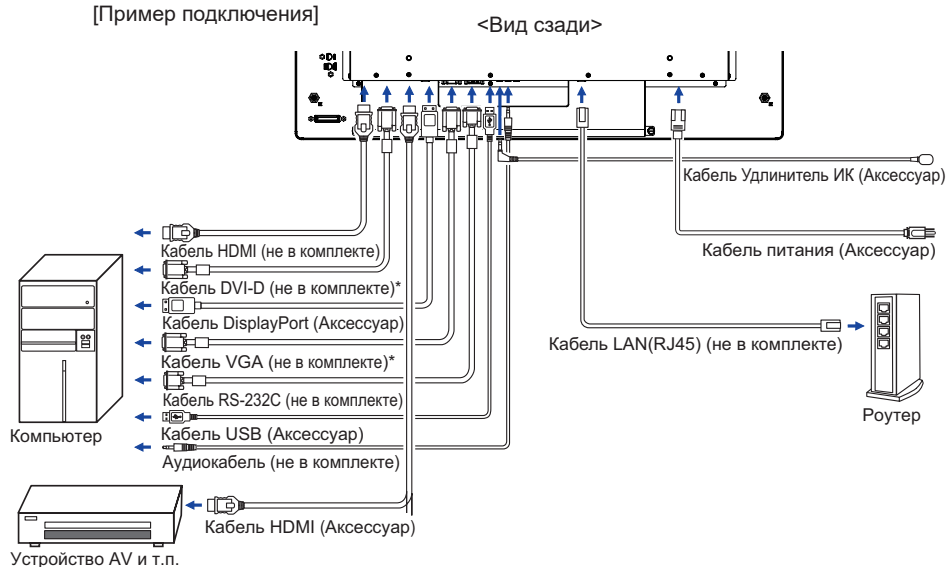 [Пример подключения]
<Вид сзади>
Кабель Удлинитель ИК (Аксессуар)
Кабель HDMI (не в комплекте)
Кабель питания (Аксессуар)
Кабель DVI-D (не в комплекте)*
Кабель DisplayPort (Аксессуар)
Кабель LAN(RJ45) (не в комплекте)
Кабель VGA (не в комплекте)*
Кабель RS-232C (не в комплекте)
Роутер
Компьютер
Кабель USB (Аксессуар)
Аудиокабель (не в комплекте)
Кабель HDMI (Аксессуар)
Устройство AV и т.п.